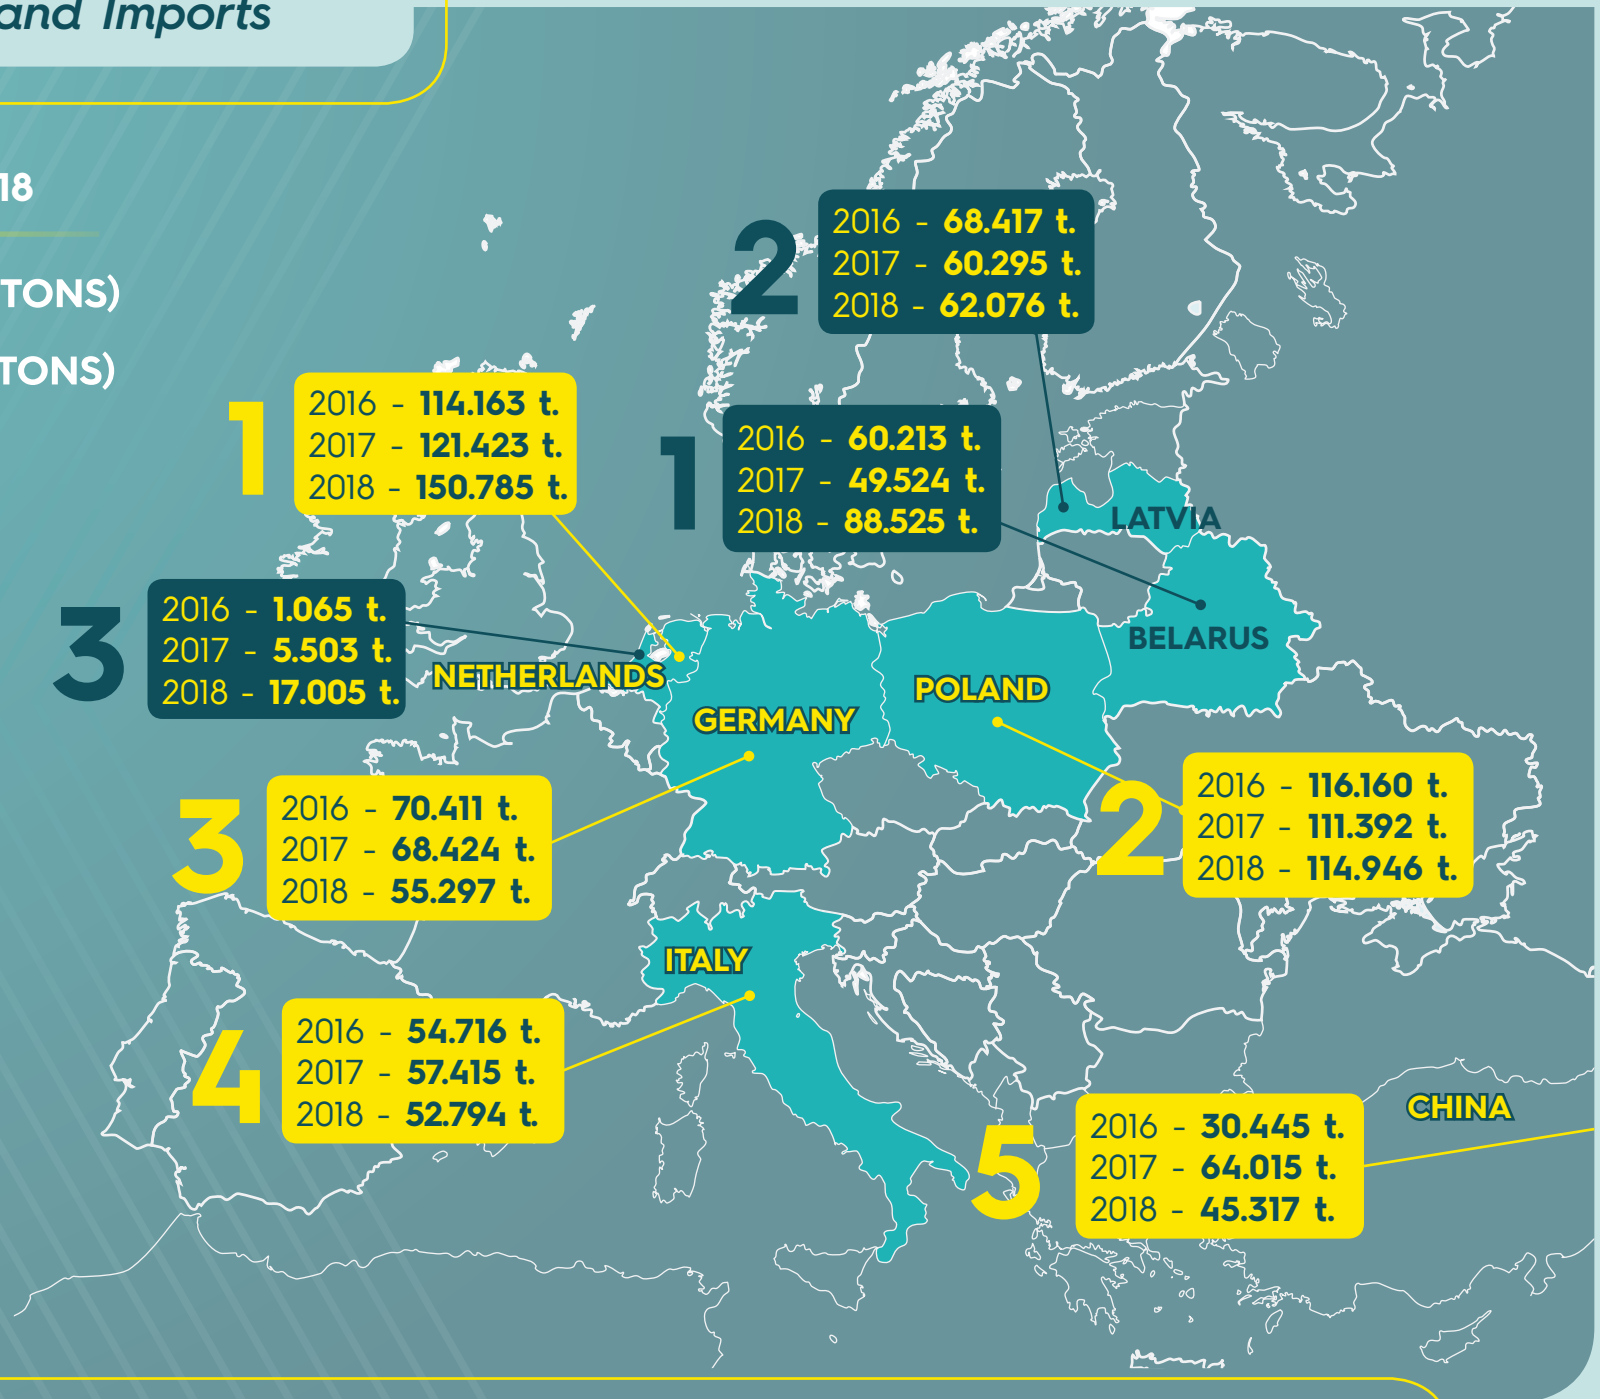 and Imports
18
TONS)
TONS)
2
2016 - 68.417 t.
2017 - 60.295 t.
2018 - 62.076 t.
1
2016 - 114.163 t.
2017 - 121.423 t.
2018 - 150.785 t.
1
2016 - 60.213 t.
2017 - 49.524 t.
2018 - 88.525 t.
LATVIA
3
2016 - 1.065 t.
2017 - 5.503 t.
2018 - 17.005 t.
BELARUS
NETHERLANDS
POLAND
GERMANY
3
2016 - 70.411 t.
2017 - 68.424 t.
2018 - 55.297 t.
2
2016 - 116.160 t.
2017 - 111.392 t.
2018 - 114.946 t.
ITALY
4
2016 - 54.716 t.
2017 - 57.415 t.
2018 - 52.794 t.
5
2016 - 30.445 t.
2017 - 64.015 t.
2018 - 45.317 t.
CHINA